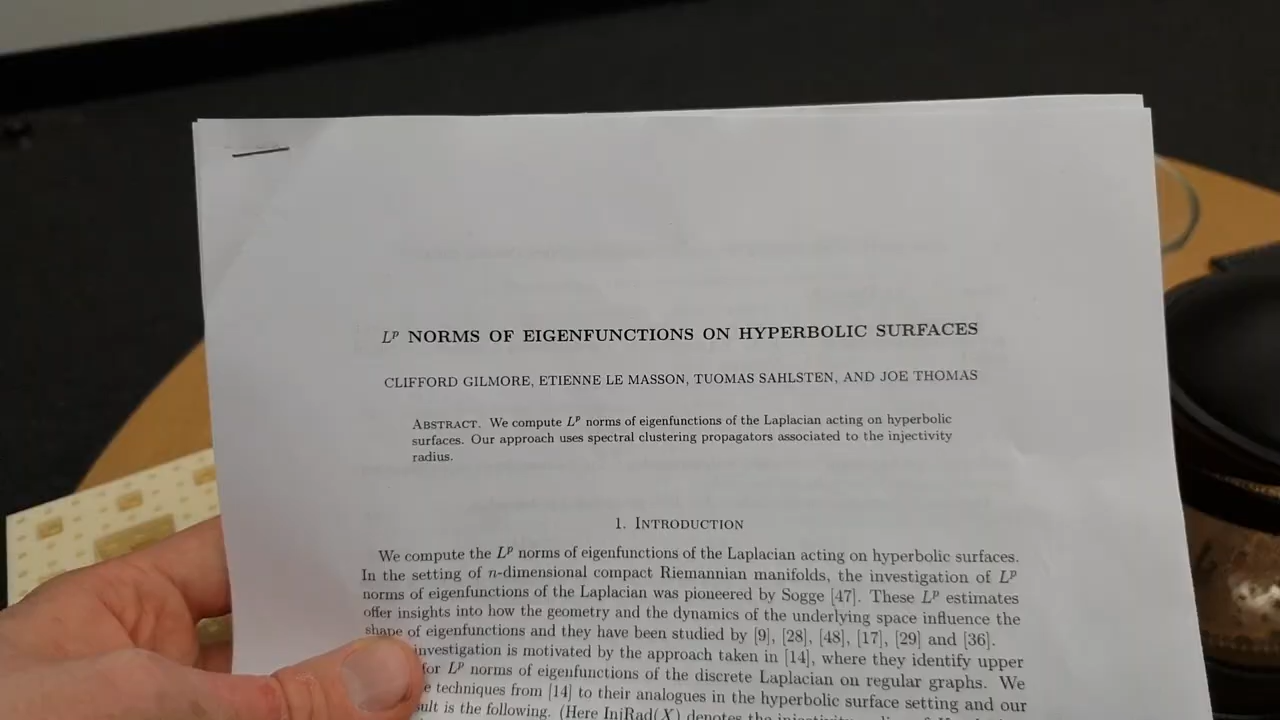 Lᵖ NORMS OF EIGENFUNCTIONS ON HYPERBOLIC SURFACES
CLIFFORD GILMORE, ETIENNE LE MASSON, TUOMAS SAHLSTEN, AND JOE THOMAS
ABSTRACT. We compute Lᵖ norms of eigenfunctions of the Laplacian acting on hyperbolic
surfaces. Our approach uses spectral clustering propagators associated to the injectivity
radius.
1. INTRODUCTION
We compute the Lᵖ norms of eigenfunctions of the Laplacian acting on hyperbolic surfaces.
In the setting of n-dimensional compact Riemannian manifolds, the investigation of Lᵖ
norms of eigenfunctions of the Laplacian was pioneered by Sogge [47]. These Lᵖ estimates
offer insights into how the geometry and the dynamics of the underlying space influence the
shape of eigenfunctions and they have been studied by [9], [28], [48], [17], [29] and [36].
investigation is motivated by the approach taken in [14], where they identify upper
for Lᵖ norms of eigenfunctions of the discrete Laplacian on regular graphs. We
techniques from [14] to their analogues in the hyperbolic surface setting and our
is the following. (Here InjRad(X) denotes the